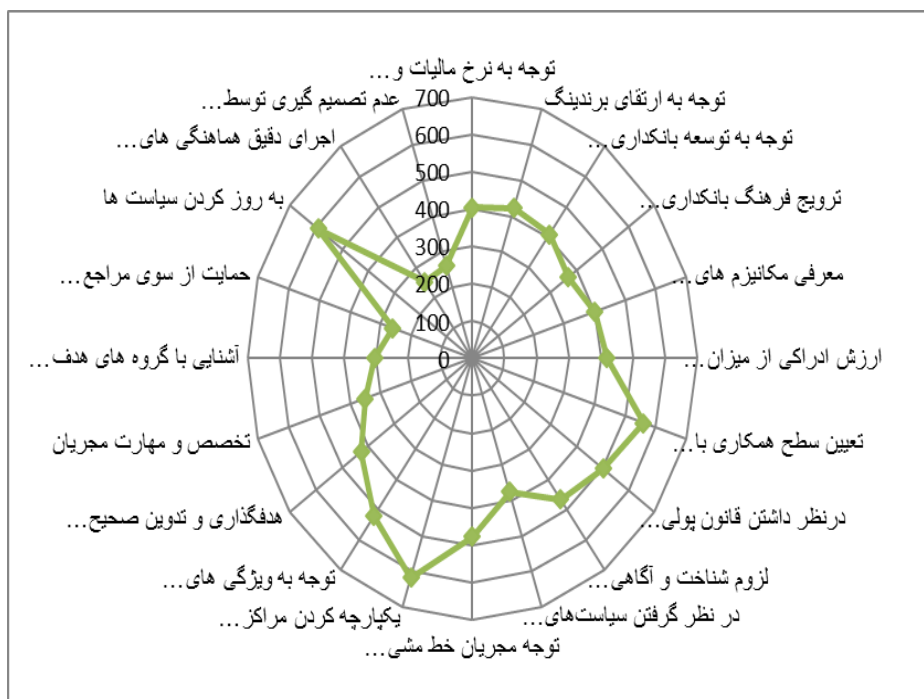 توجه به نرخ مالیات و...
توجه به ارتقای برندینگ
توجه به توسعه بانکداری...
ترویج فرهنگ بانکداری...
معرفی مکانیزم های...
ارزش ادراکی از میزان...
تعیین سطح همکاری با...
درنظر داشتن قانون پولی...
لزوم شناخت و آگاهی...
در نظر گرفتن سیاست‌های...
توجه مجریان خط مشی...
یکپارچه کردن مراکز...
توجه به ویژگی های...
هدفگذاری و تدوین صحیح...
تخصص و مهارت مجریان
آشنایی با گروه های هدف...
حمایت از سوی مراجع...
به روز کردن سیاست ها
اجرای دقیق هماهنگی های...
عدم تصمیم گیری توسط...
700
600
500
400
300
200
100
0